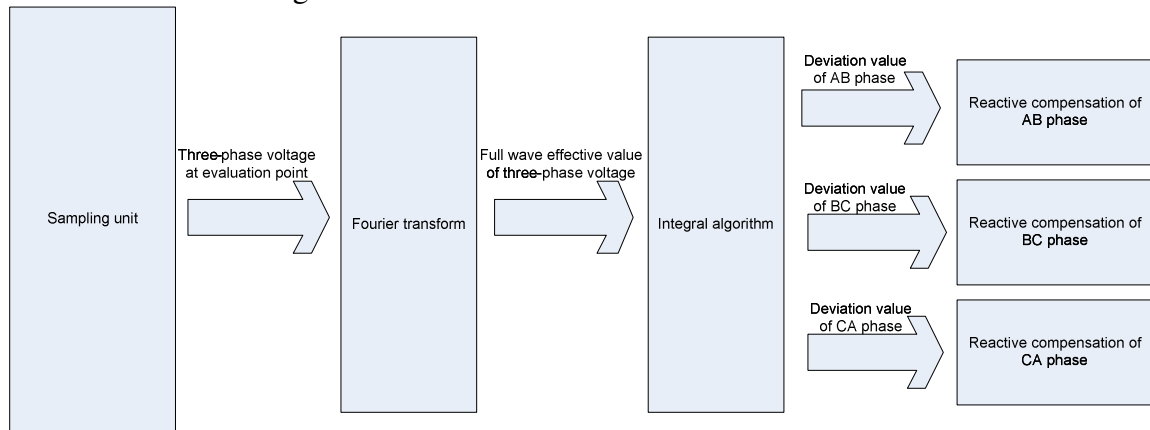 Sampling unit
Three-phase voltage
at evaluation point
Fourier transform
Full wave effective value
of three-phase voltage
Integral algorithm
Deviation value
of AB phase
Reactive compensation of
AB phase
Deviation value
of BC phase
Reactive compensation of
BC phase
Deviation value
of CA phase
Reactive compensation of
CA phase